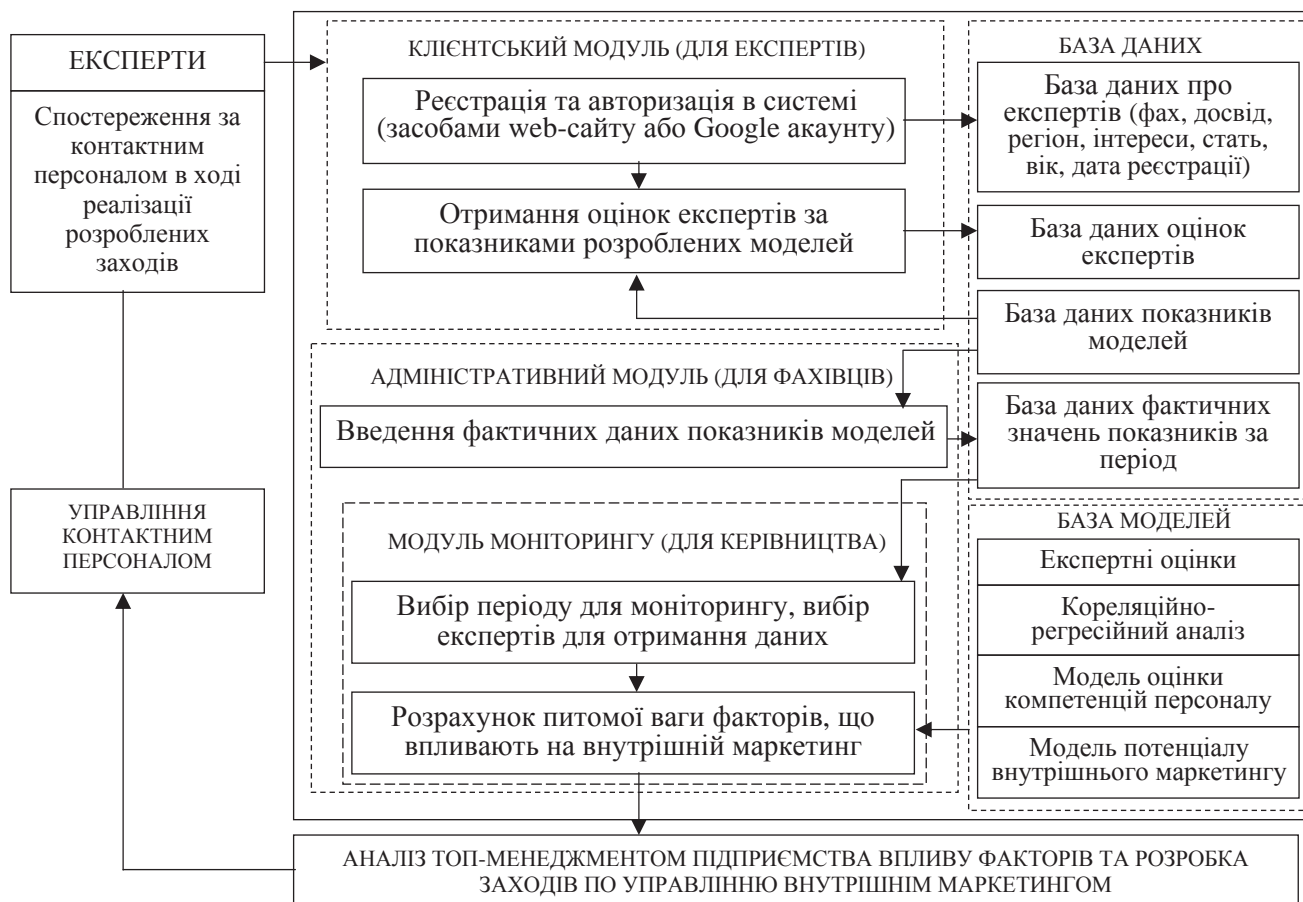 ЕКСПЕРТИ
Спостереження за
контактним
персоналом в ході
реалізації
розроблених
заходів
УПРАВЛІННЯ
КОНТАКТНИМ
ПЕРСОНАЛОМ
КЛІЄНТСЬКИЙ МОДУЛЬ (ДЛЯ ЕКСПЕРТІВ)
Реєстрація та авторизація в системі
(засобами web-сайту або Google акаунту)
Отримання оцінок експертів за
показниками розроблених моделей
АДМІНІСТРАТИВНИЙ МОДУЛЬ (ДЛЯ ФАХІВЦІВ)
Введення фактичних даних показників моделей
МОДУЛЬ МОНІТОРИНГУ (ДЛЯ КЕРІВНИЦТВА)
Вибір періоду для моніторингу, вибір
експертів для отримання даних
Розрахунок питомої ваги факторів, що
впливають на внутрішній маркетинг
БАЗА ДАНИХ
База даних про
експертів (фах, досвід,
регіон, інтереси, стать,
вік, дата реєстрації)
База даних оцінок
експертів
База даних показників
моделей
База даних фактичних
значень показників за
період
БАЗА МОДЕЛЕЙ
Експертні оцінки
Кореляційно-
регресійний аналіз
Модель оцінки
компетенцій персоналу
Модель потенціалу
внутрішнього маркетингу
АНАЛІЗ ТОП-МЕНЕДЖМЕНТОМ ПІДПРИЄМСТВА ВПЛИВУ ФАКТОРІВ ТА РОЗРОБКА
ЗАХОДІВ ПО УПРАВЛІННЮ ВНУТРІШНІМ МАРКЕТИНГОМ